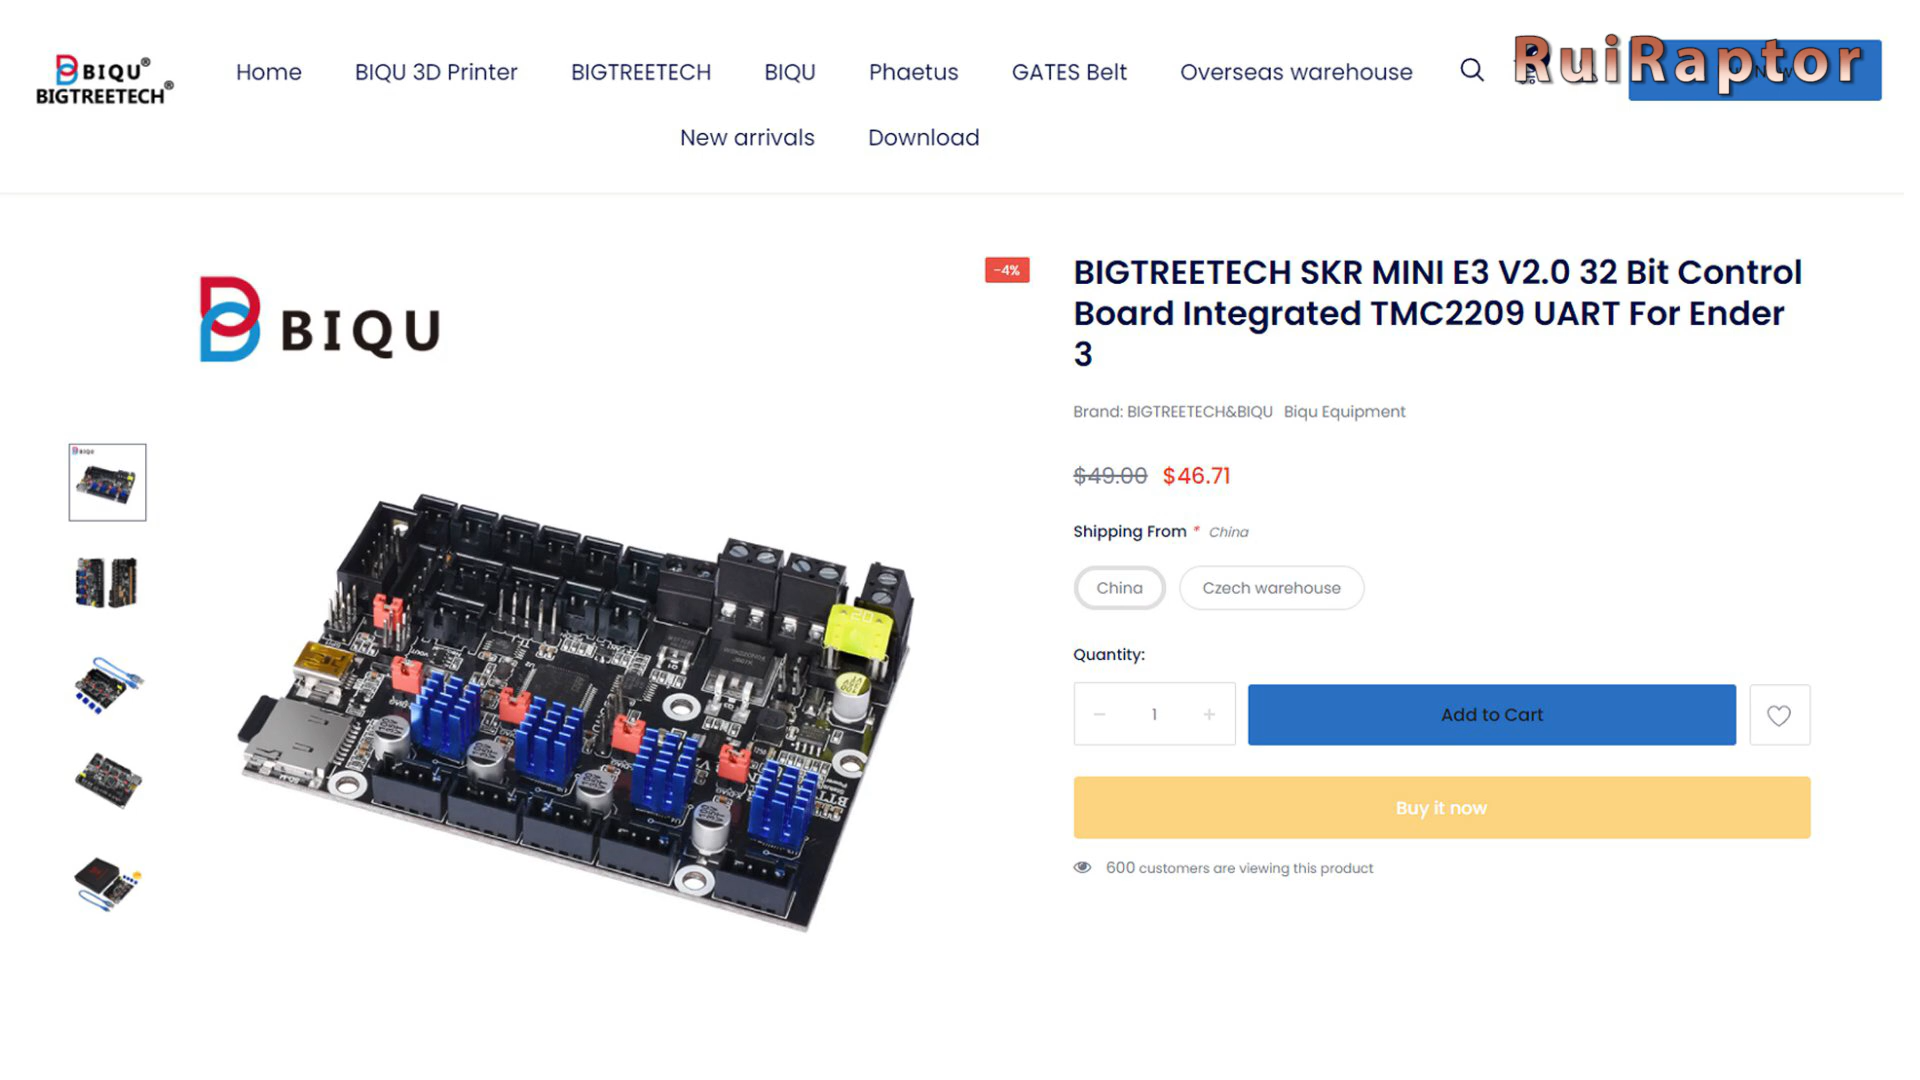 BIQU®
BIGTREETECH®
Home
BIQU 3D Printer
BIGTREETECH
BIQU
Phaetus
GATES Belt
Overseas warehouse
RuiRaptor
New arrivals
Download
BIQU
-4%
BIGTREETECH SKR MINI E3 V2.0 32 Bit Control
Board Integrated TMC2209 UART For Ender
3
Brand: BIGTREETECH&BIQU Biqu Equipment
$49.00 $46.71
Shipping From * China
China
Czech warehouse
Quantity:
− 1 +
Add to Cart
Buy it now
600 customers are viewing this product